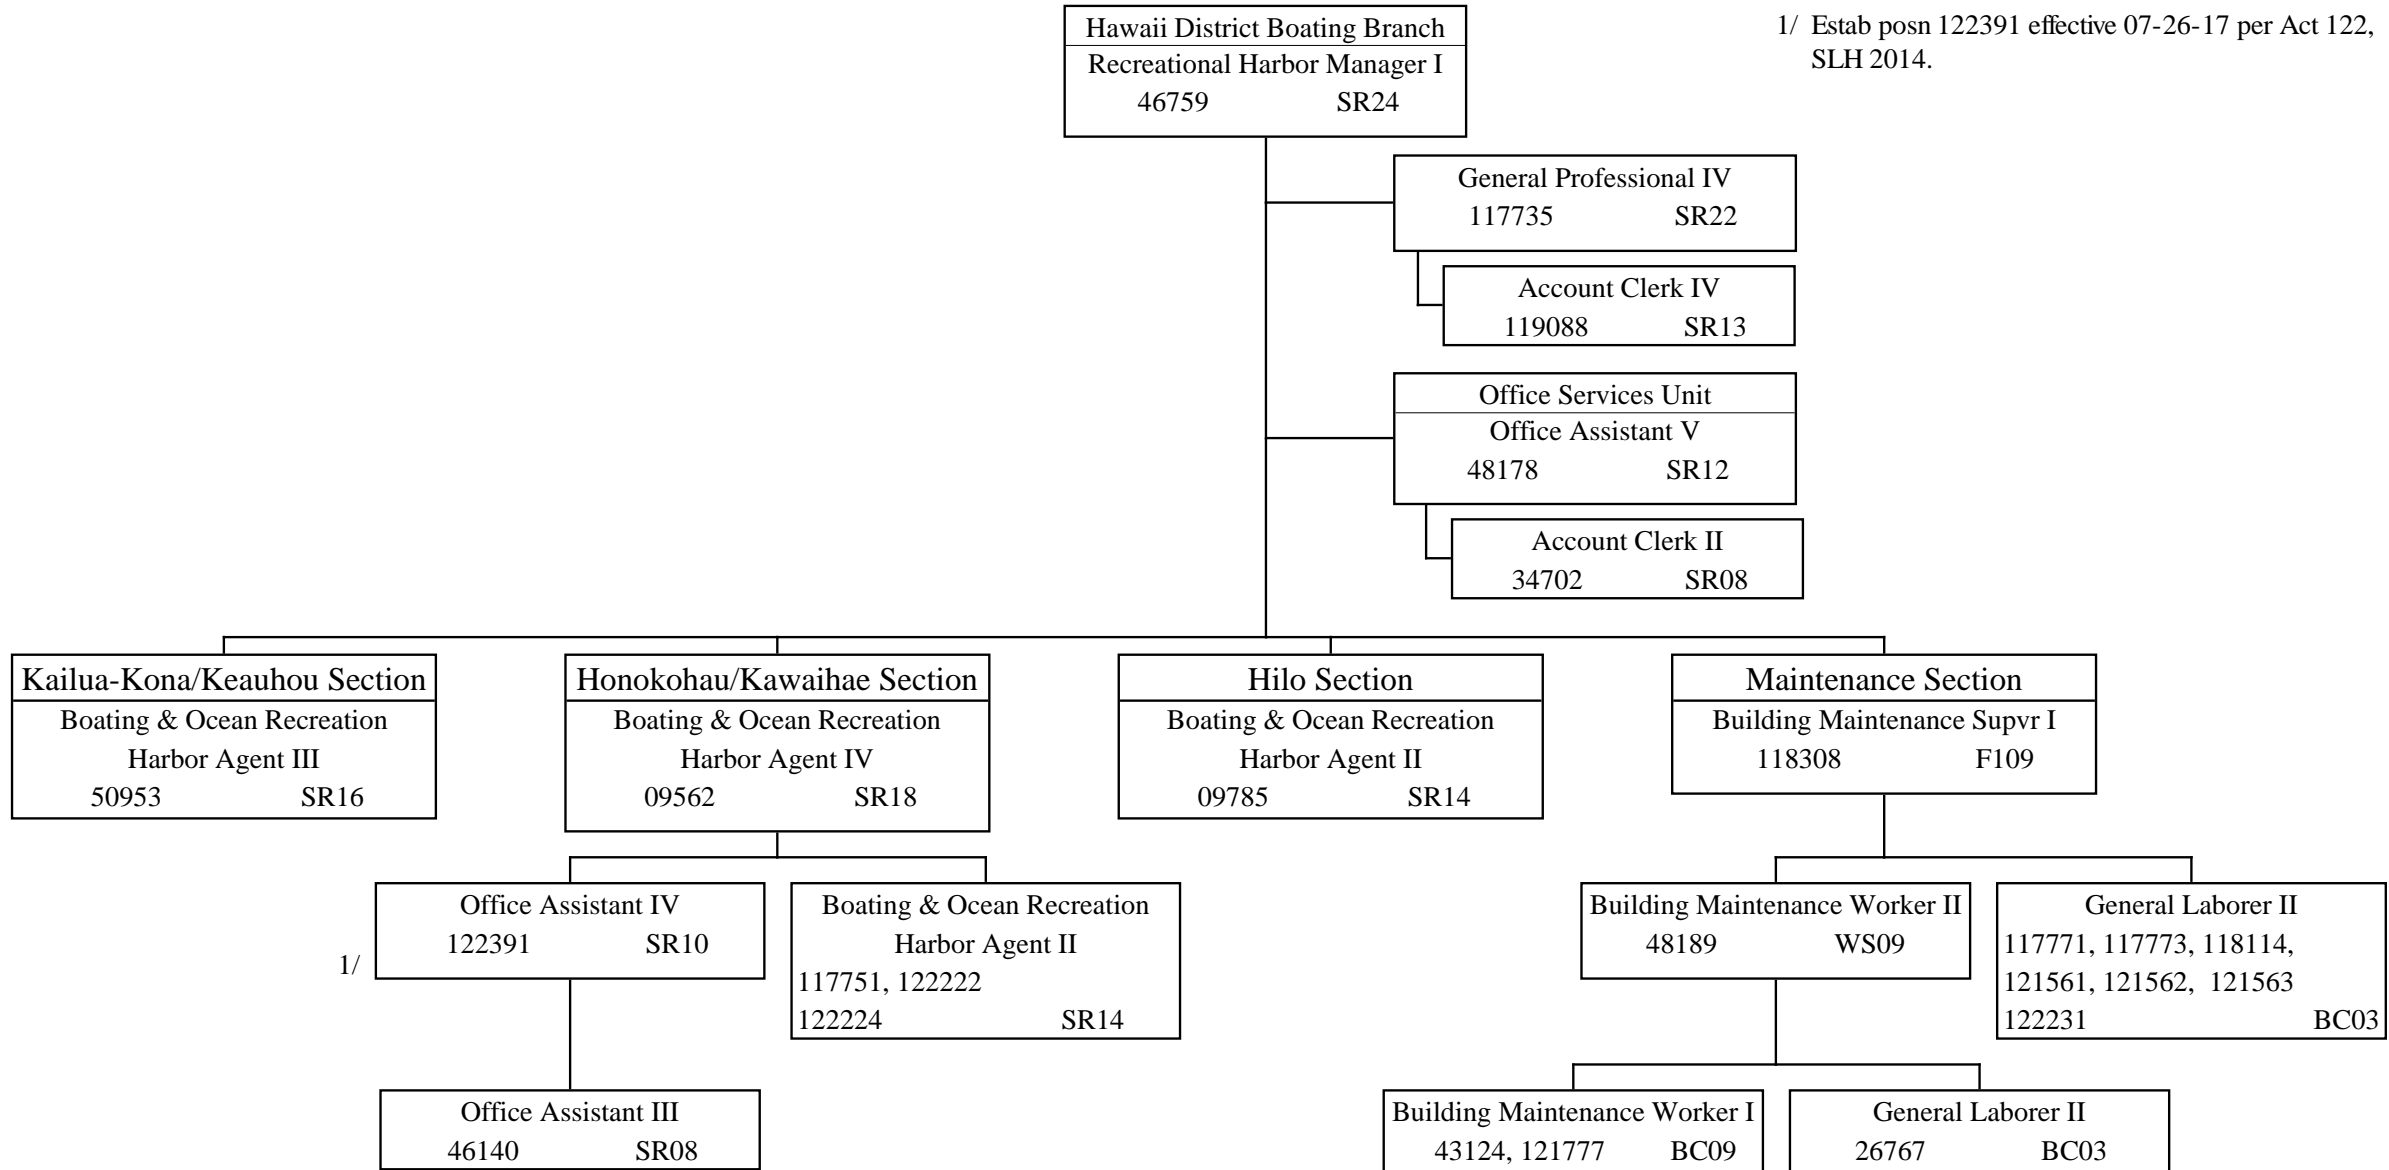 Hawaii District Boating Branch
Recreational Harbor Manager I
46759 SR24
1/ Estab posn 122391 effective 07-26-17 per Act 122,
SLH 2014.
General Professional IV
117735 SR22
Account Clerk IV
119088 SR13
Office Services Unit
Office Assistant V
48178 SR12
Account Clerk II
34702 SR08
Kailua-Kona/Keauhou Section
Boating & Ocean Recreation
Harbor Agent III
50953 SR16
Honokohau/Kawaihae Section
Boating & Ocean Recreation
Harbor Agent IV
09562 SR18
Hilo Section
Boating & Ocean Recreation
Harbor Agent II
09785 SR14
Maintenance Section
Building Maintenance Supvr I
118308 F109
1/
Office Assistant IV
122391 SR10
Boating & Ocean Recreation
Harbor Agent II
117751, 122222
122224 SR14
Building Maintenance Worker II
48189 WS09
General Laborer II
117771, 117773, 118114,
121561, 121562, 121563
122231 BC03
Office Assistant III
46140 SR08
Building Maintenance Worker I
43124, 121777 BC09
General Laborer II
26767 BC03